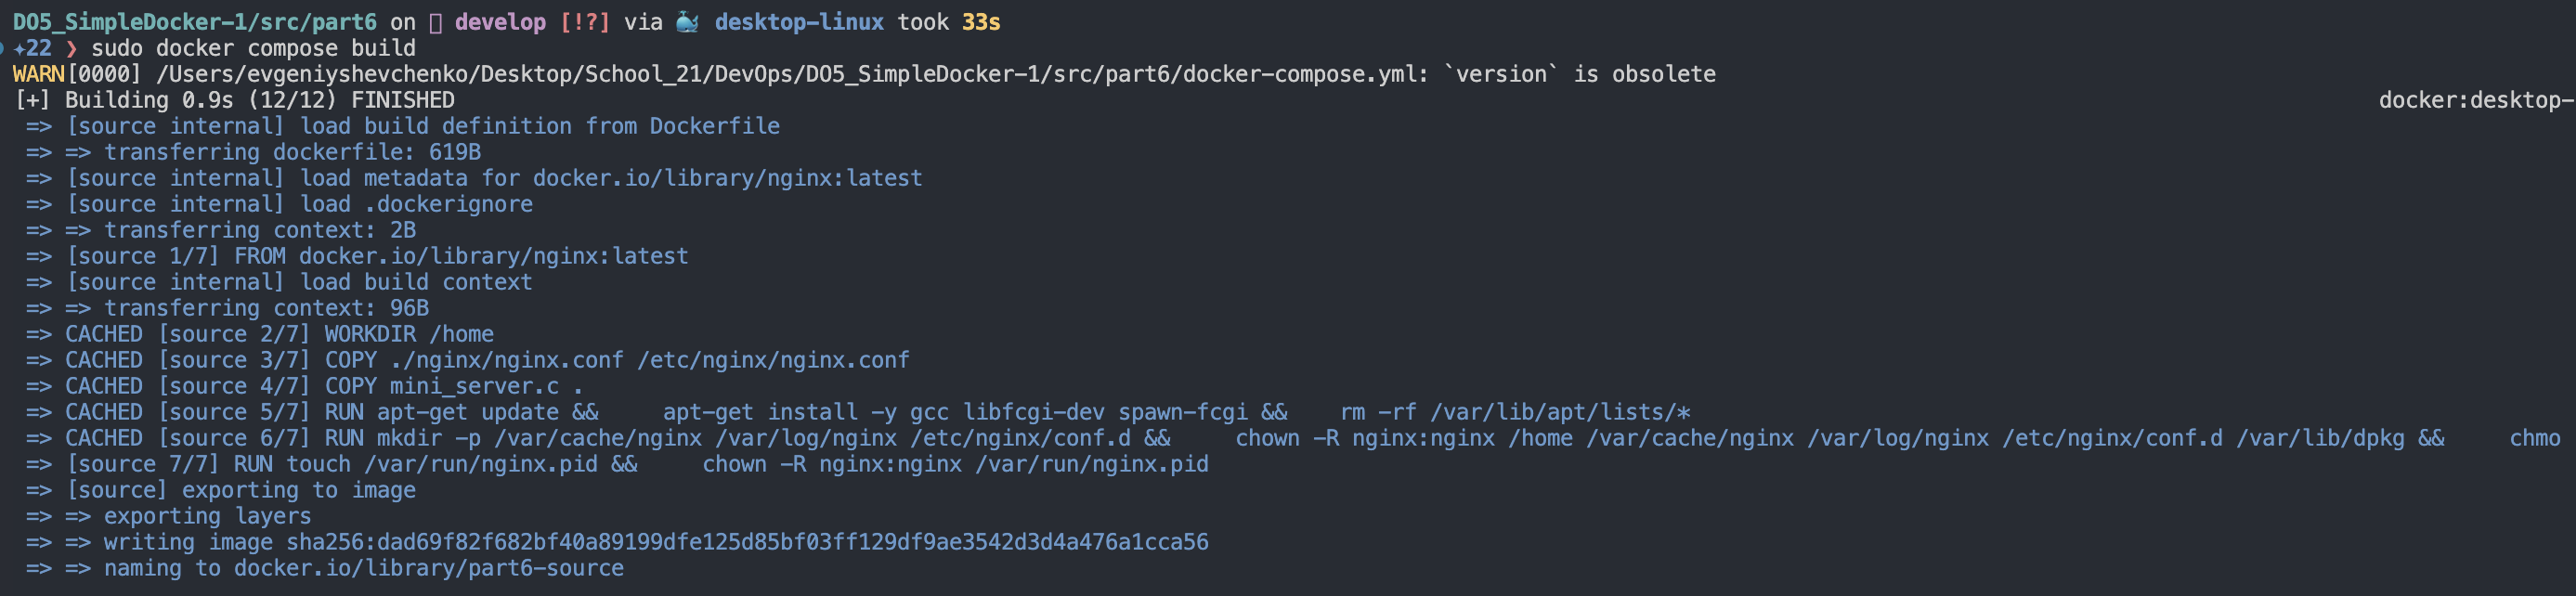 DO5_SimpleDocker-1/src/part6 on develop [!?] via 🐳 desktop-linux took 33s
✦22 ❯ sudo docker compose build
WARN[0000] /Users/evgeniyshevchenko/Desktop/School_21/DevOps/DO5_SimpleDocker-1/src/part6/docker-compose.yml: `version` is obsolete
[+] Building 0.9s (12/12) FINISHED docker:desktop-
=> [source internal] load build definition from Dockerfile
=> => transferring dockerfile: 619B
=> [source internal] load metadata for docker.io/library/nginx:latest
=> [source internal] load .dockerignore
=> => transferring context: 2B
=> [source 1/7] FROM docker.io/library/nginx:latest
=> [source internal] load build context
=> => transferring context: 96B
=> CACHED [source 2/7] WORKDIR /home
=> CACHED [source 3/7] COPY ./nginx/nginx.conf /etc/nginx/nginx.conf
=> CACHED [source 4/7] COPY mini_server.c .
=> CACHED [source 5/7] RUN apt-get update &&     apt-get install -y gcc libfcgi-dev spawn-fcgi &&    rm -rf /var/lib/apt/lists/*
=> CACHED [source 6/7] RUN mkdir -p /var/cache/nginx /var/log/nginx /etc/nginx/conf.d &&     chown -R nginx:nginx /home /var/cache/nginx /var/log/nginx /etc/nginx/conf.d /var/lib/dpkg &&     chmo
=> [source 7/7] RUN touch /var/run/nginx.pid &&     chown -R nginx:nginx /var/run/nginx.pid
=> [source] exporting to image
=> => exporting layers
=> => writing image sha256:dad69f82f682bf40a89199dfe125d85bf03ff129df9ae3542d3d4a476a1cca56
=> => naming to docker.io/library/part6-source